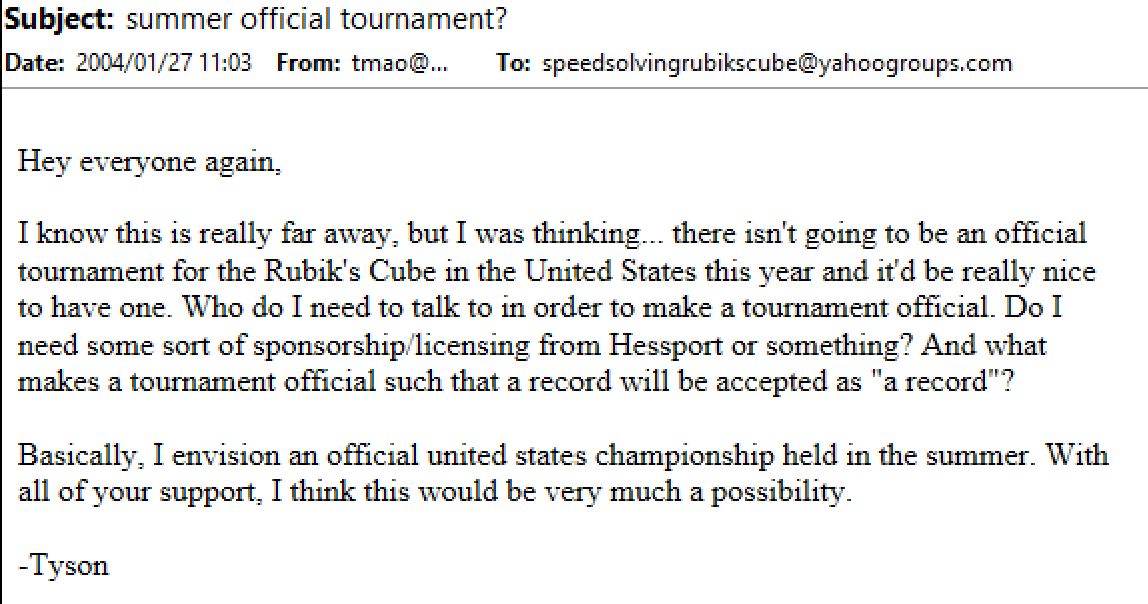 Subject: summer official tournament?
Date: 2004/01/27 11:03 From: tmao@... To: speedsolvingrubikscube@yahoogroups.com
Hey everyone again,
I know this is really far away, but I was thinking... there isn't going to be an official
tournament for the Rubik's Cube in the United States this year and it'd be really nice
to have one. Who do I need to talk to in order to make a tournament official. Do I
need some sort of sponsorship/licensing from Hessport or something? And what
makes a tournament official such that a record will be accepted as "a record"?
Basically, I envision an official united states championship held in the summer. With
all of your support, I think this would be very much a possibility.
-Tyson